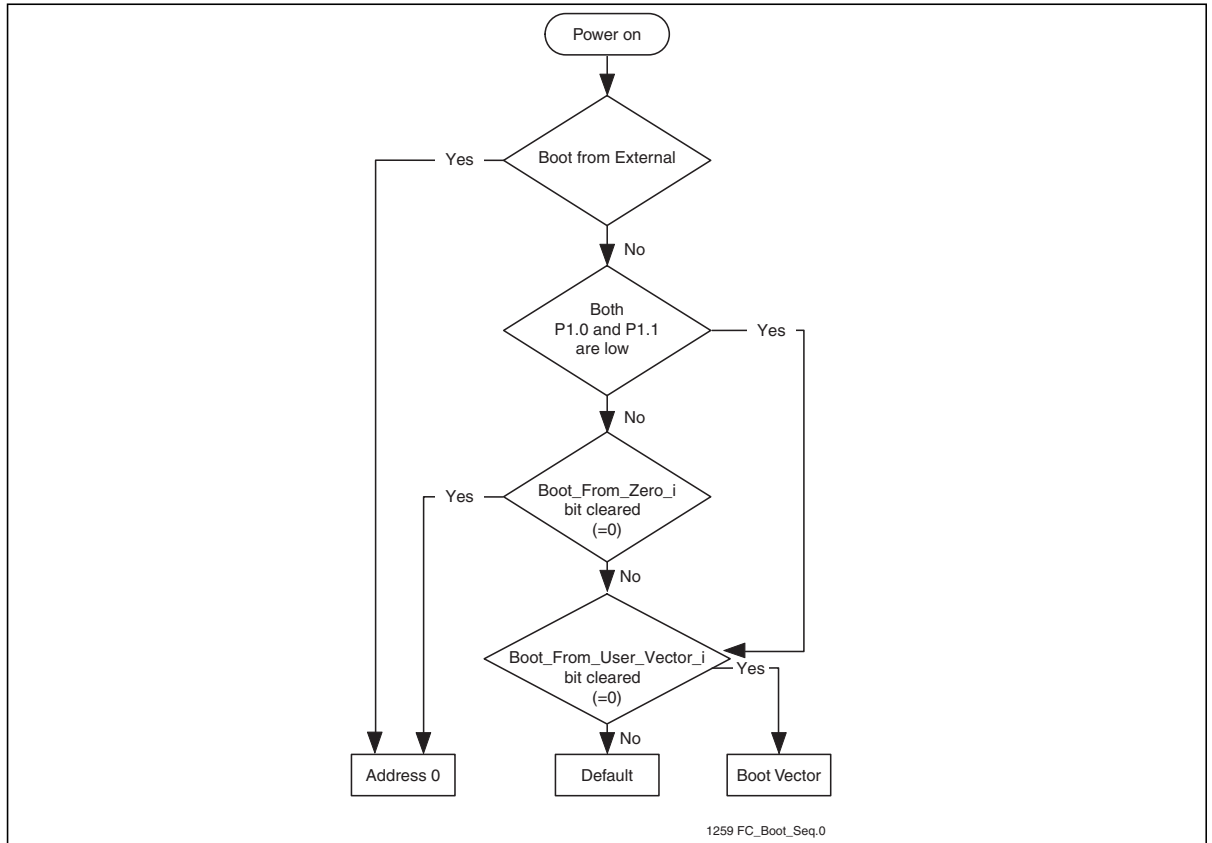 Power on
Boot from External
Yes
No
Both
P1.0 and P1.1
are low
Yes
No
Boot_From_Zero_i
bit cleared
(=0)
Yes
No
Boot_From_User_Vector_i
bit cleared
(=0)
Yes
No
Address 0
Default
Boot Vector
1259 FC_Boot_Seq.0